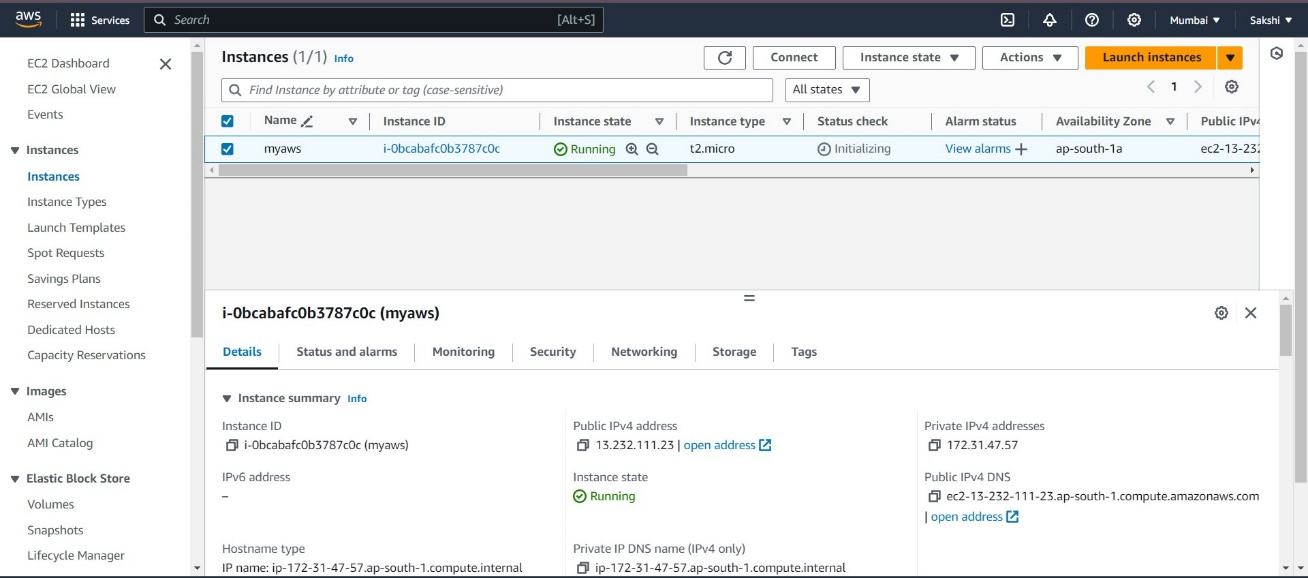 aws Services Search [Alt+S] Mumbai Sakshi
EC2 Dashboard
EC2 Global View
Events
Instances
Instances
Instance Types
Launch Templates
Spot Requests
Savings Plans
Reserved Instances
Dedicated Hosts
Capacity Reservations
Images
AMIs
AMI Catalog
Elastic Block Store
Volumes
Snapshots
Lifecycle Manager
Instances (1/1) Info Connect Instance state Actions Launch instances
Find Instance by attribute or tag (case-sensitive) All states 1
Name Instance ID Instance state Instance type Status check Alarm status Availability Zone Public IPv4
myaws i-0bcabafc0b3787c0c Running t2.micro Initializing View alarms + ap-south-1a ec2-13-232
i-0bcabafc0b3787c0c (myaws)
Details Status and alarms Monitoring Security Networking Storage Tags
Instance summary Info
Instance ID Public IPv4 address Private IPv4 addresses
i-0bcabafc0b3787c0c (myaws) 13.232.111.23 | open address 172.31.47.57
IPv6 address Instance state Public IPv4 DNS
– Running ec2-13-232-111-23.ap-south-1.compute.amazonaws.com
| open address
Hostname type Private IP DNS name (IPv4 only)
IP name: ip-172-31-47-57.ap-south-1.compute.internal ip-172-31-47-57.ap-south-1.compute.internal